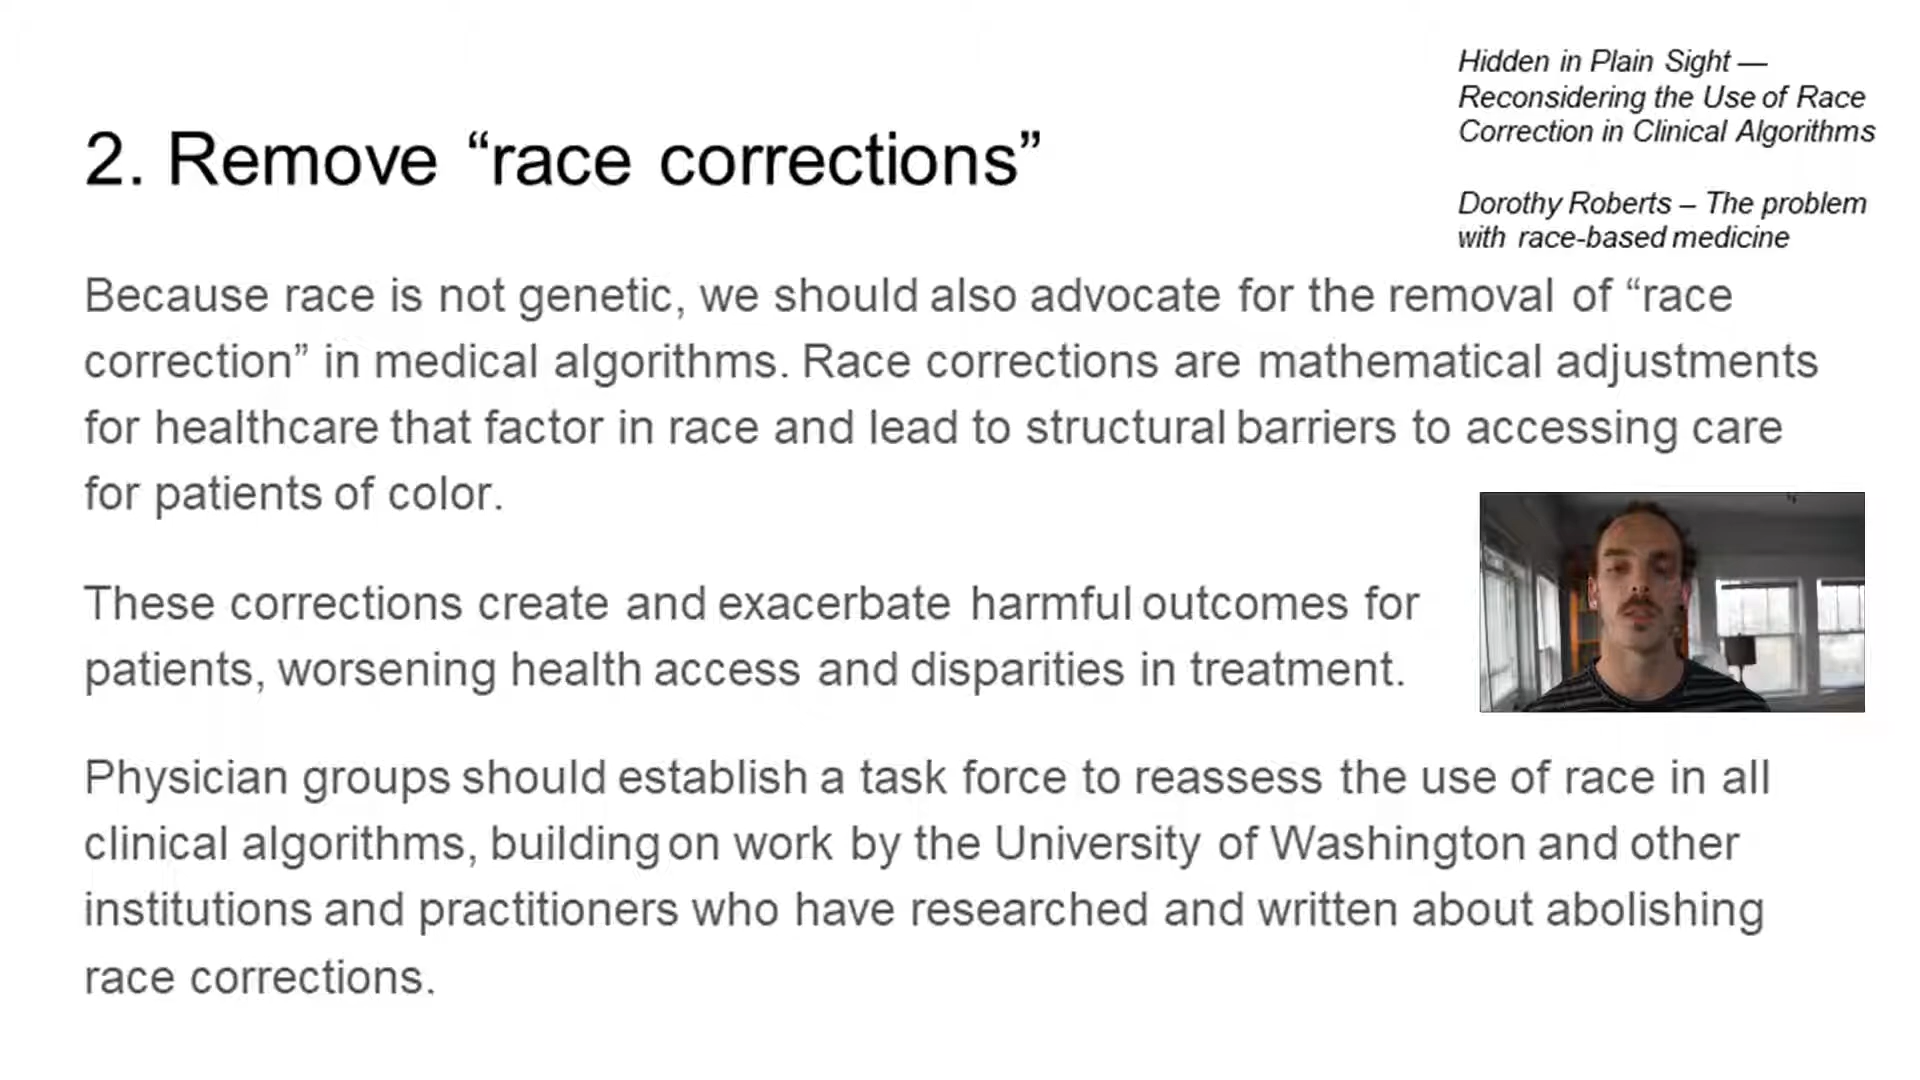 Hidden in Plain Sight —
Reconsidering the Use of Race
Correction in Clinical Algorithms
Dorothy Roberts – The problem
with race-based medicine
2. Remove “race corrections”
Because race is not genetic, we should also advocate for the removal of “race
correction” in medical algorithms. Race corrections are mathematical adjustments
for healthcare that factor in race and lead to structural barriers to accessing care
for patients of color.
These corrections create and exacerbate harmful outcomes for
patients, worsening health access and disparities in treatment.
Physician groups should establish a task force to reassess the use of race in all
clinical algorithms, building on work by the University of Washington and other
institutions and practitioners who have researched and written about abolishing
race corrections.